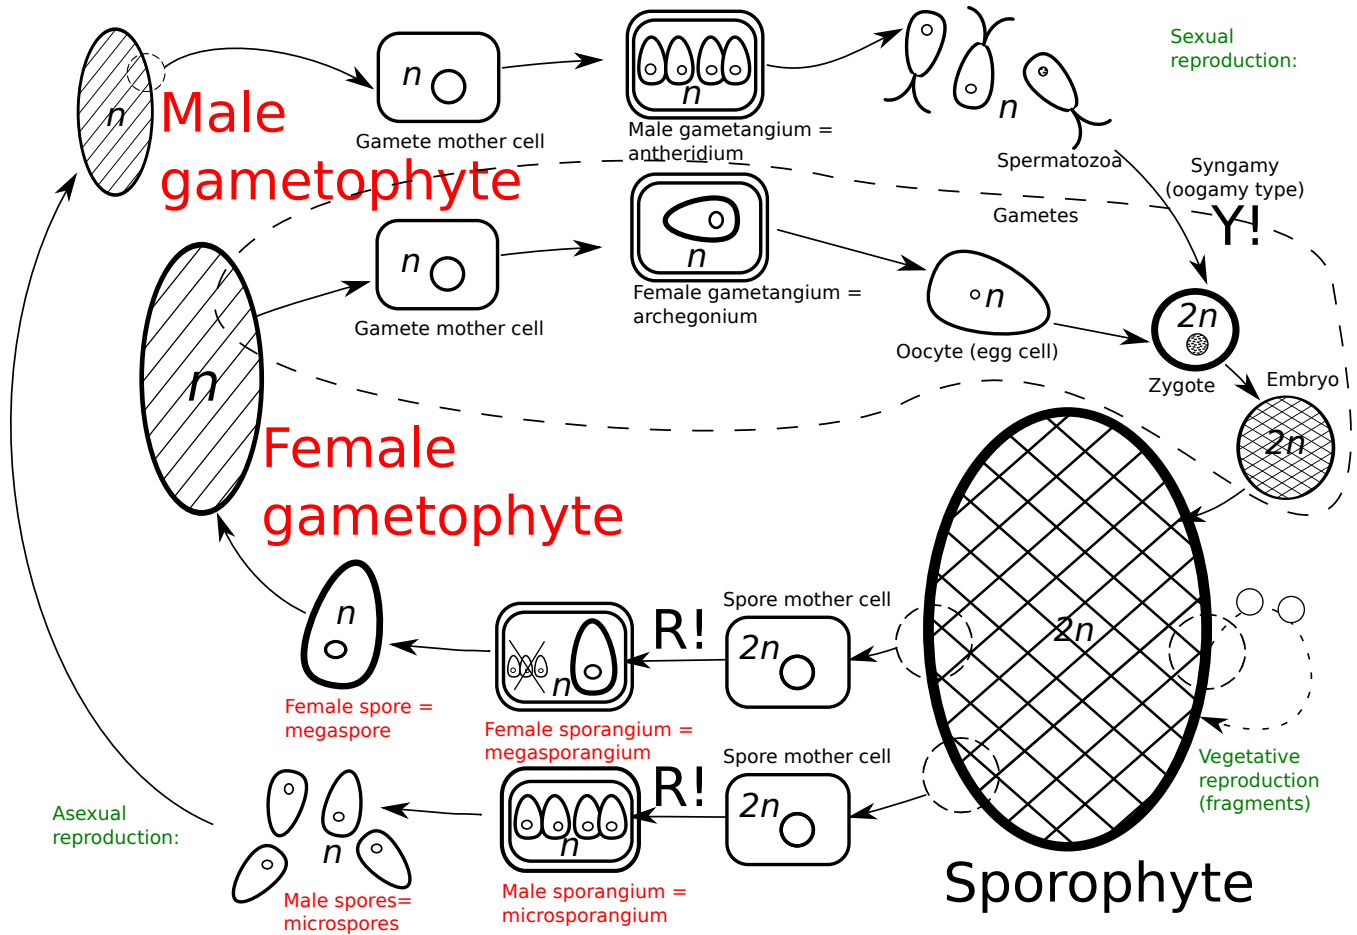 Sexual
reproduction:
n
n
n
Male
gametophyte
Gamete mother cell
Male gametangium =
antheridium
n
Spermatozoa
Syngamy
(oogamy type)
Y!
Gametes
n
n
Female gametangium =
archegonium
Gamete mother cell
n
Oocyte (egg cell)
2n
Zygote
Embryo
2n
n
Female
gametophyte
n
Female spore =
megaspore
n
Female sporangium =
megasporangium
R!
Spore mother cell
2n
2n
Vegetative
reproduction
(fragments)
Spore mother cell
2n
R!
n
Male sporangium =
microsporangium
Asexual
reproduction:
n
Male spores=
microspores
Sporophyte